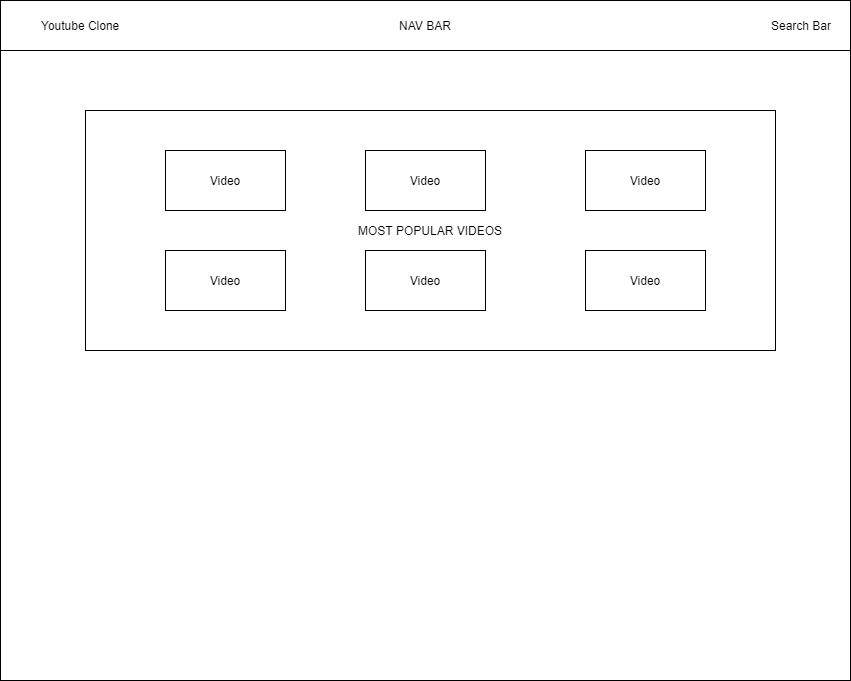 Youtube Clone
NAV BAR
Search Bar
Video
Video
Video
MOST POPULAR VIDEOS
Video
Video
Video